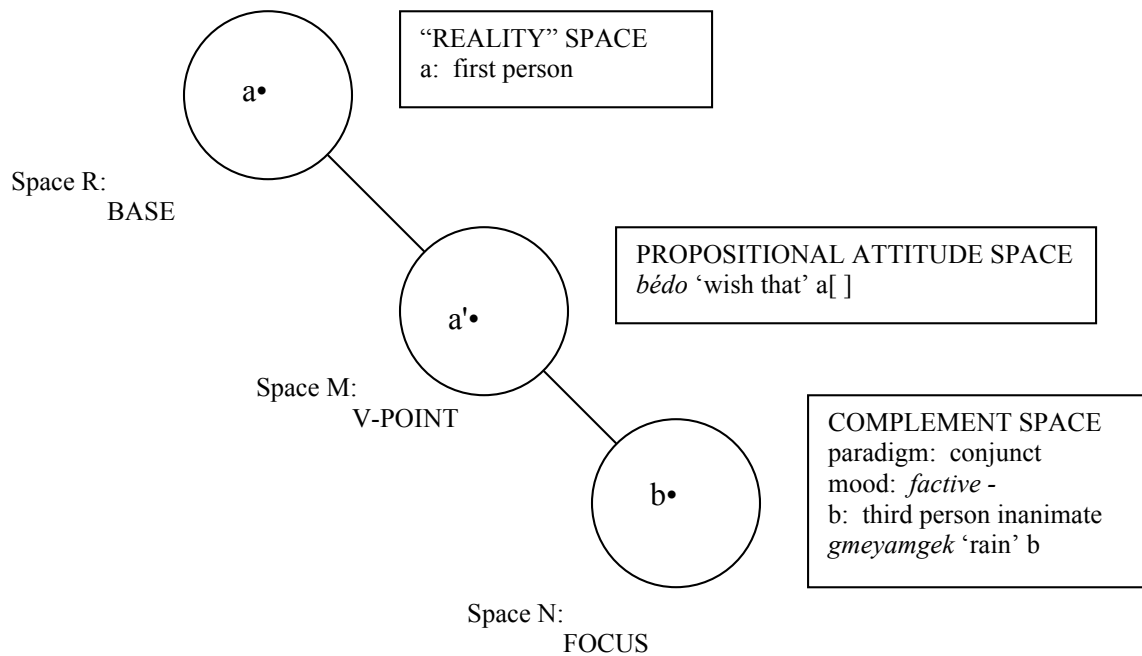 “REALITY” SPACE
a: first person
a•
Space R:
BASE
PROPOSITIONAL ATTITUDE SPACE
bédo ‘wish that’ a[ ]
a'•
Space M:
V-POINT
COMPLEMENT SPACE
paradigm: conjunct
mood: factive -
b: third person inanimate
gmeyamgek ‘rain’ b
b•
Space N:
FOCUS